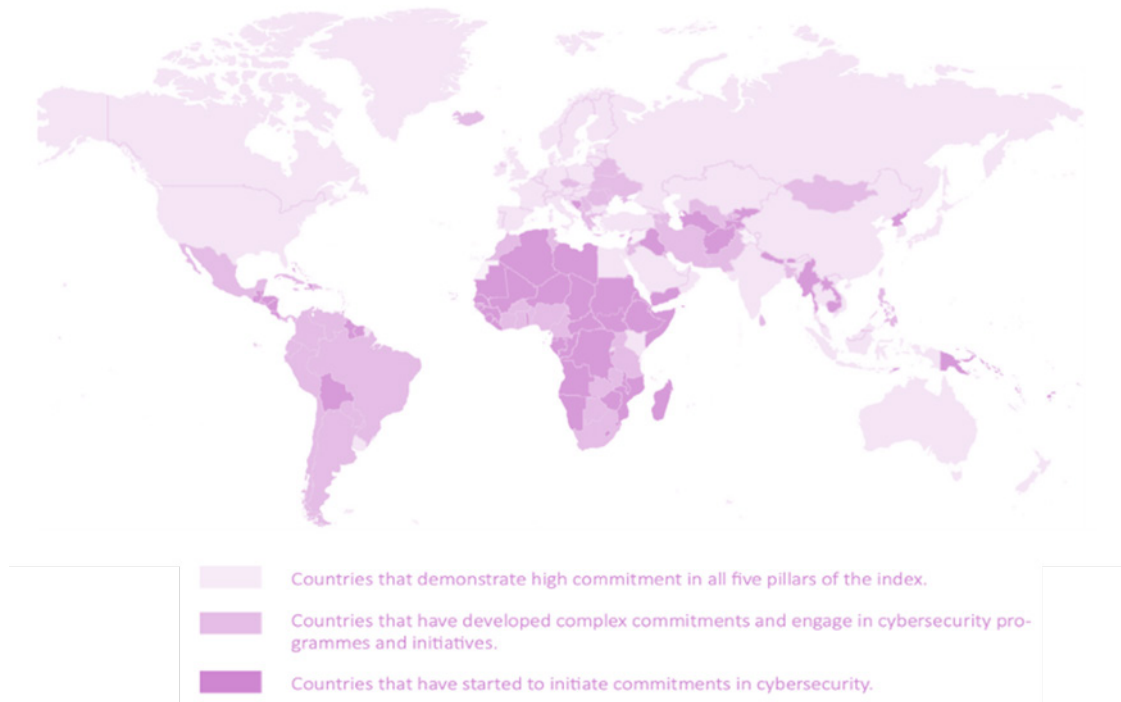 Countries that demonstrate high commitment in all five pillars of the index.
Countries that have developed complex commitments and engage in cybersecurity pro-
grammes and initiatives.
Countries that have started to initiate commitments in cybersecurity.